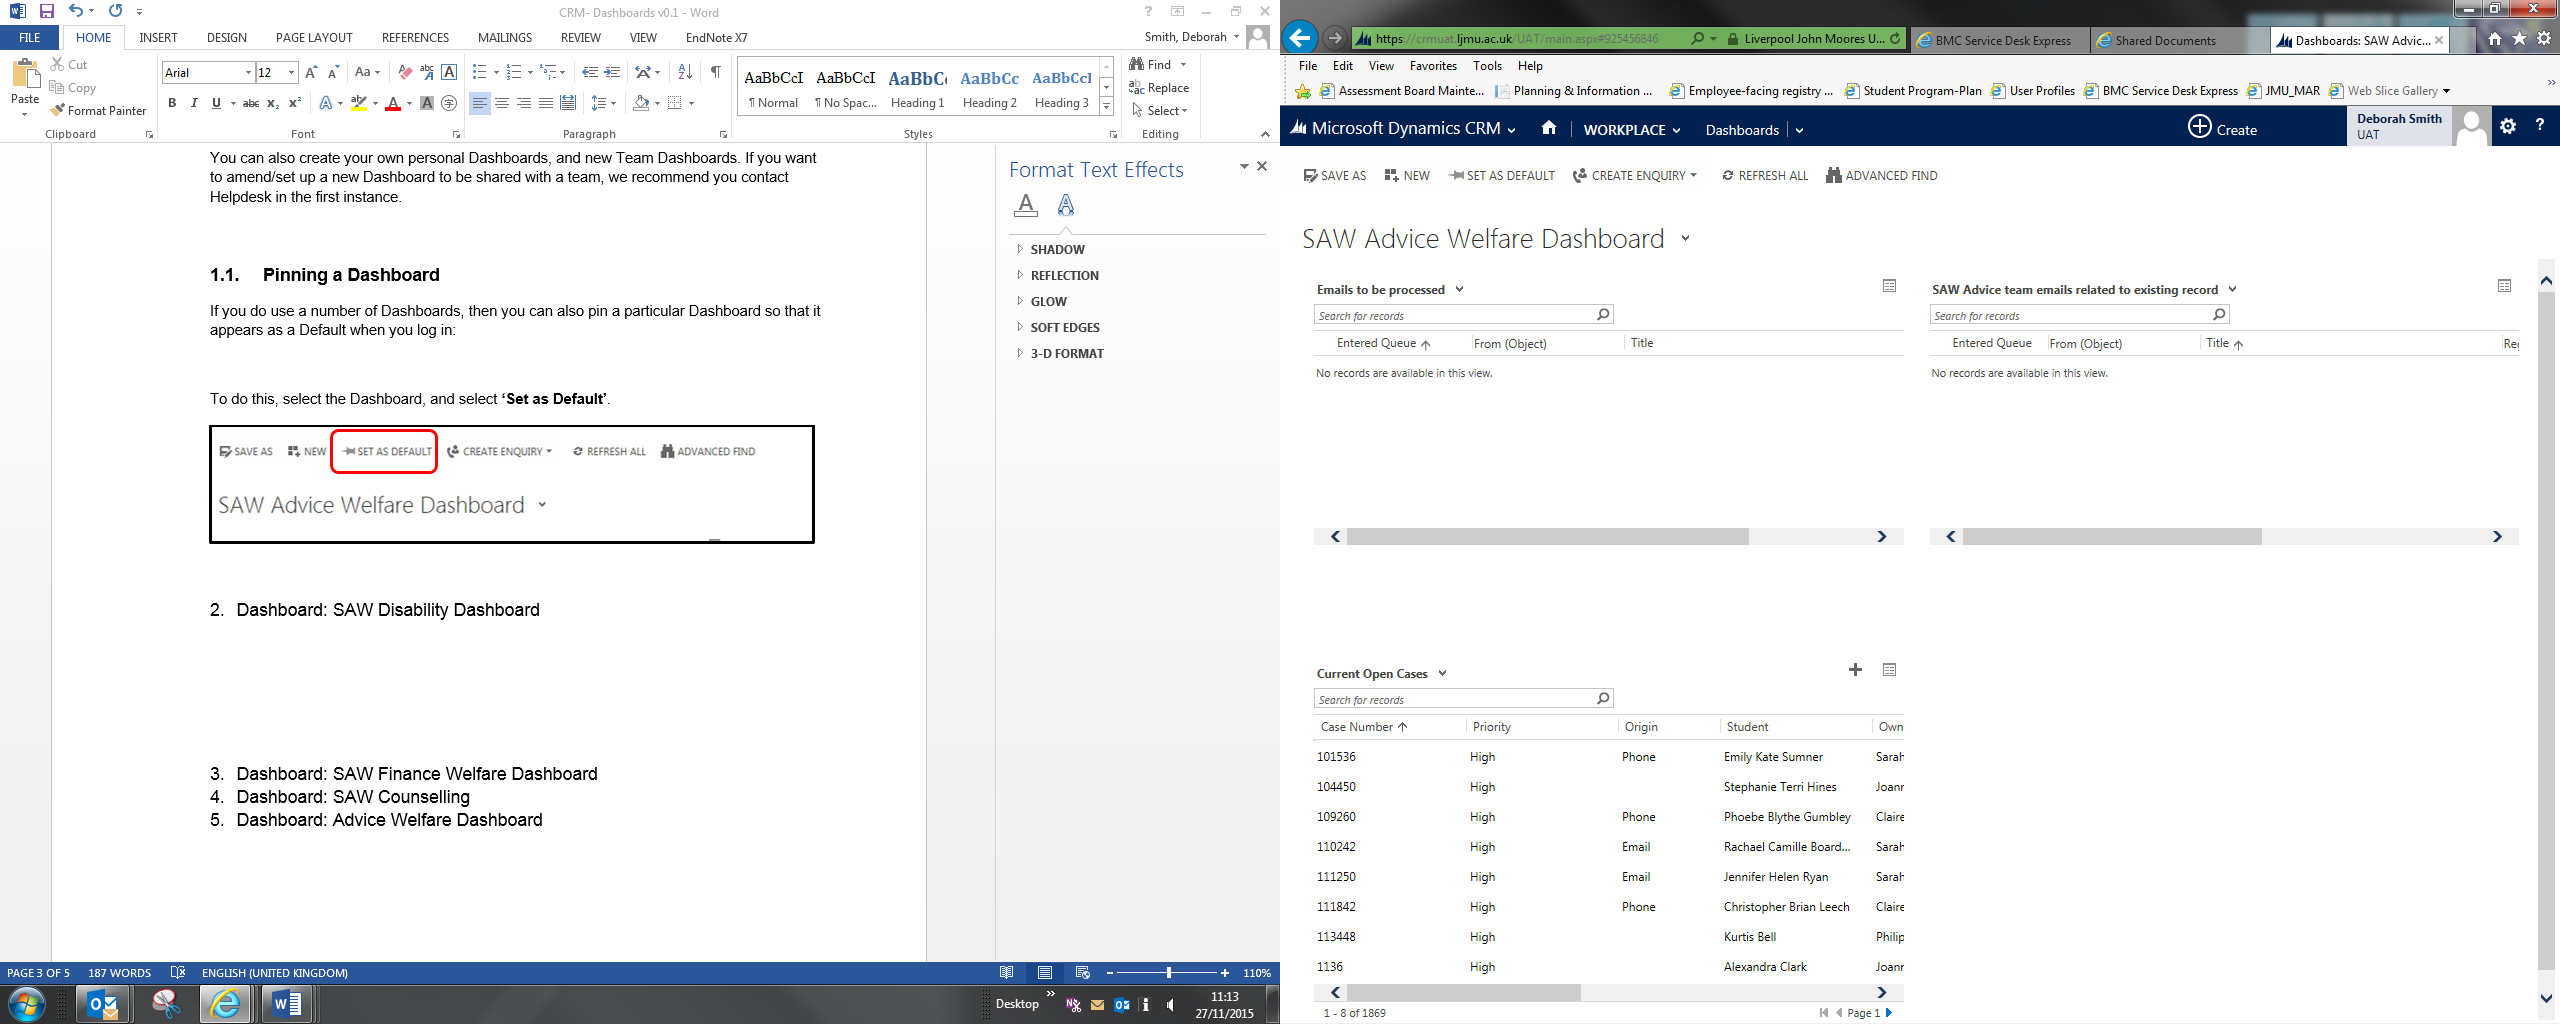 CRM- Dashboards v0.1 - Word
FILE HOME INSERT DESIGN PAGE LAYOUT REFERENCES MAILINGS REVIEW VIEW EndNote X7
Smith, Deborah
Paste
Cut
Copy
Format Painter
Clipboard
Arial 12
Font
Paragraph
AaBbCcI AaBbCcI AaBbC AaBbCc AaBbCcI
¶ Normal ¶ No Spac... Heading 1 Heading 2 Heading 3
Styles
Find
Replace
Select
Editing
You can also create your own personal Dashboards, and new Team Dashboards. If you want
to amend/set up a new Dashboard to be shared with a team, we recommend you contact
Helpdesk in the first instance.
1.1. Pinning a Dashboard
If you do use a number of Dashboards, then you can also pin a particular Dashboard so that it
appears as a Default when you log in:
To do this, select the Dashboard, and select ‘Set as Default’.
SAVE AS NEW SET AS DEFAULT CREATE ENQUIRY REFRESH ALL ADVANCED FIND
SAW Advice Welfare Dashboard
2. Dashboard: SAW Disability Dashboard
3. Dashboard: SAW Finance Welfare Dashboard
4. Dashboard: SAW Counselling
5. Dashboard: Advice Welfare Dashboard
Format Text Effects
SHADOW
REFLECTION
GLOW
SOFT EDGES
3-D FORMAT
PAGE 3 OF 5 187 WORDS ENGLISH (UNITED KINGDOM) 110%
Desktop
11:13
27/11/2015
https://crmuat.ljmu.ac.uk/UAT/main.aspx#925456846 Liverpool John Moores U... BMC Service Desk Express Shared Documents Dashboards: SAW Advic...
File Edit View Favorites Tools Help
Assessment Board Mainte... Planning & Information ... Employee-facing registry ... Student Program-Plan User Profiles BMC Service Desk Express JMU_MAR Web Slice Gallery
Microsoft Dynamics CRM WORKPLACE Dashboards Create
Deborah Smith
UAT
SAVE AS NEW SET AS DEFAULT CREATE ENQUIRY REFRESH ALL ADVANCED FIND
SAW Advice Welfare Dashboard
Emails to be processed
Search for records
Entered Queue From (Object) Title
No records are available in this view.
SAW Advice team emails related to existing record
Search for records
Entered Queue From (Object) Title Reg
No records are available in this view.
Current Open Cases
Search for records
Case Number Priority Origin Student Own
101536 High Phone Emily Kate Sumner Sarah
104450 High Stephanie Terri Hines Joann
109260 High Phone Phoebe Blythe Gumbley Claire
110242 High Email Rachael Camille Board... Sarah
111250 High Email Jennifer Helen Ryan Sarah
111842 High Phone Christopher Brian Leech Claire
113448 High Kurtis Bell Philip
1136 High Alexandra Clark Joann
1 - 8 of 1869 Page 1